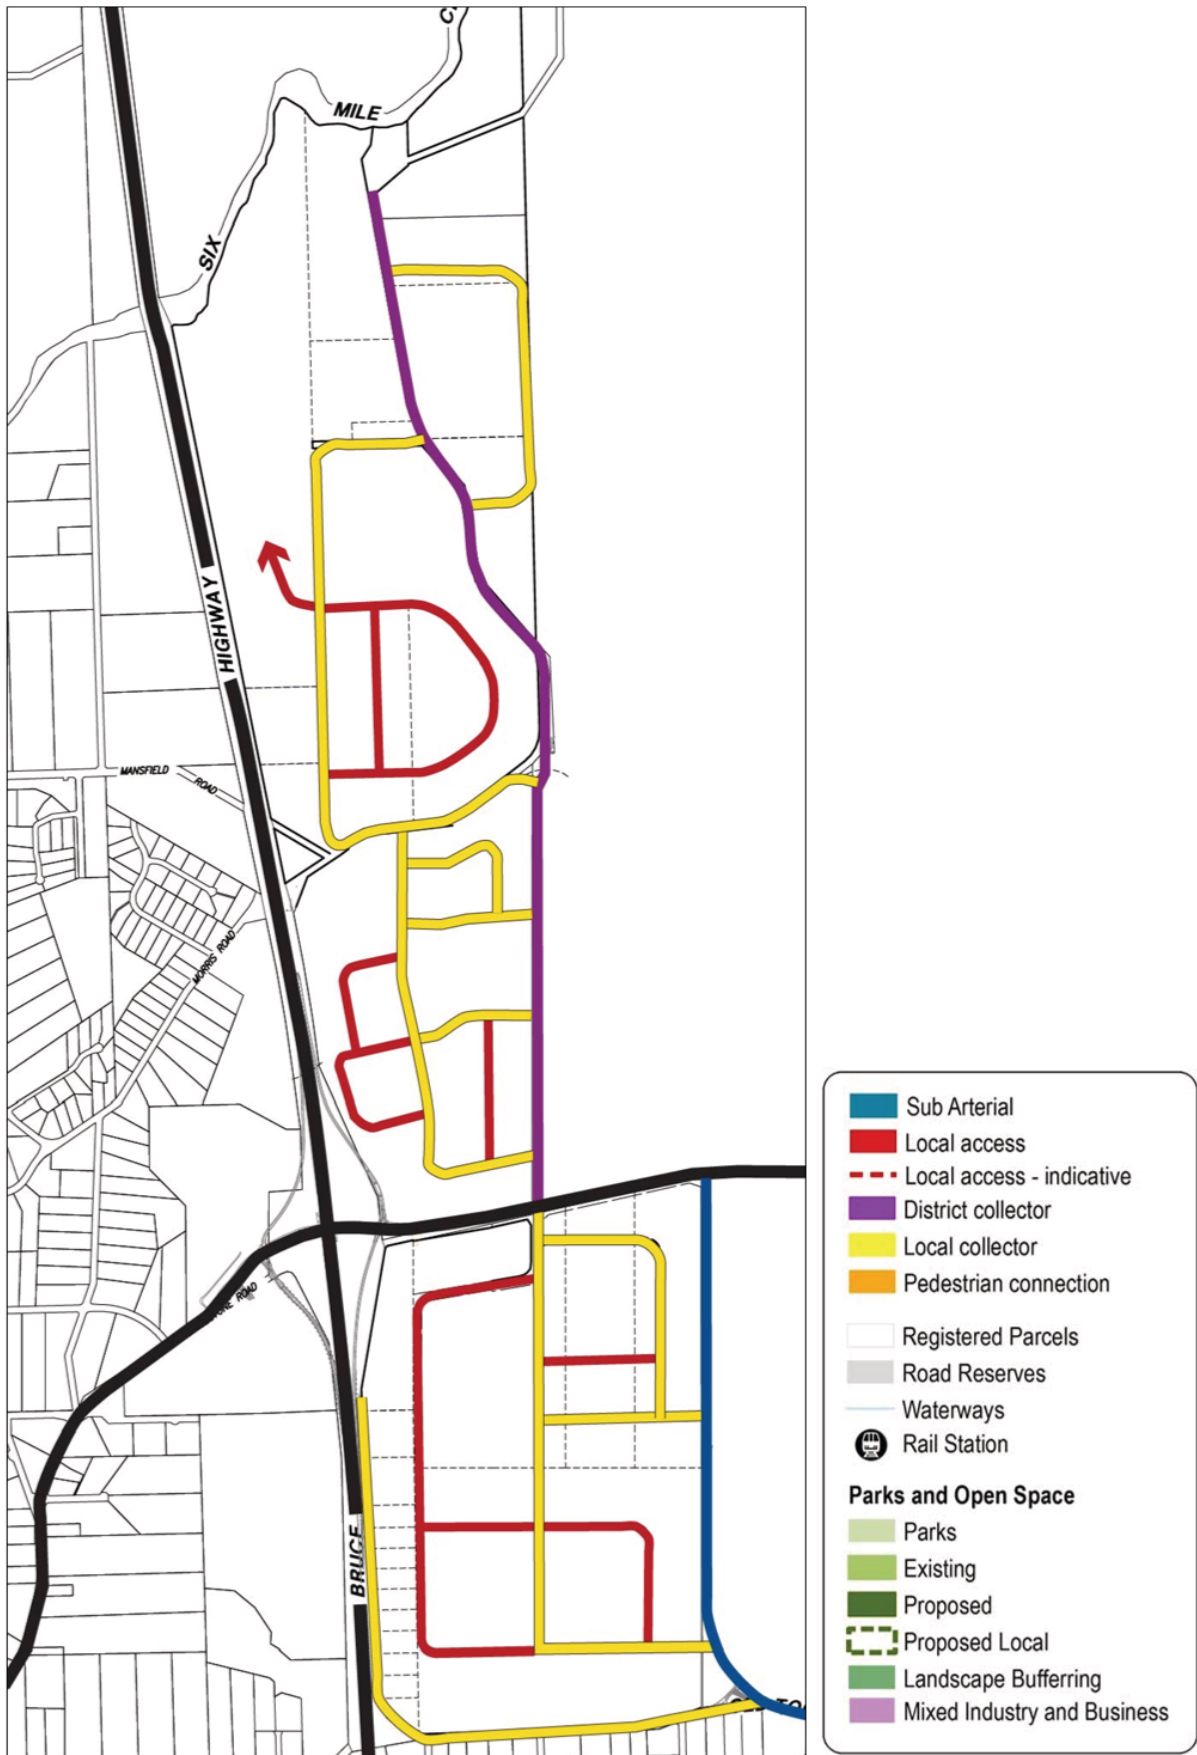 MILE
SIX
HIGHWAY
MANSFIELD
ROAD
MORRIS ROAD
ROAD
BRUCE
Sub Arterial
Local access
Local access - indicative
District collector
Local collector
Pedestrian connection
Registered Parcels
Road Reserves
Waterways
Rail Station
Parks and Open Space
Parks
Existing
Proposed
Proposed Local
Landscape Bufferring
Mixed Industry and Business